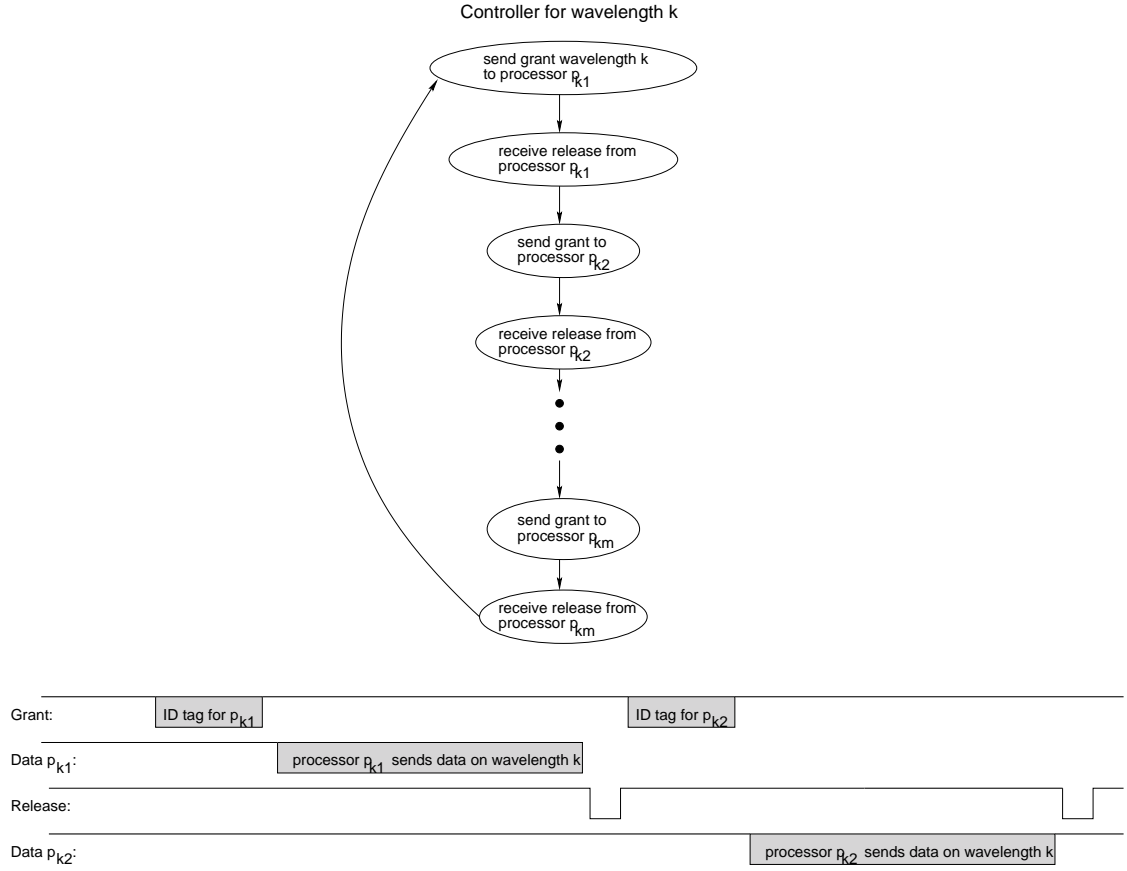 Controller for wavelength k
send grant wavelength k
to processor pk1
receive release from
processor pk1
send grant to
processor pk2
receive release from
processor pk2
send grant to
processor pkm
receive release from
processor pkm
Grant: ID tag for pk1 ID tag for pk2
Data pk1: processor pk1 sends data on wavelength k
Release:
Data pk2: processor pk2 sends data on wavelength k